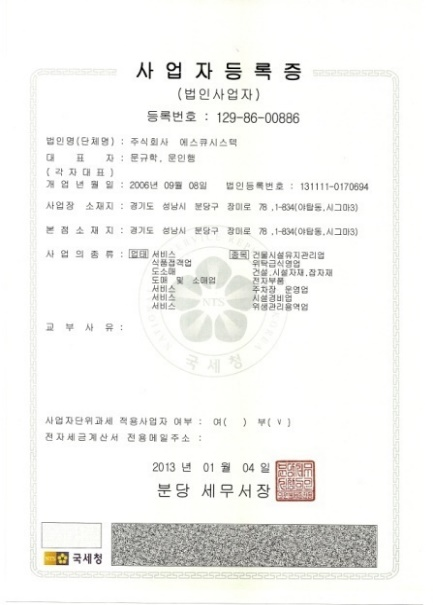 사업자등록증
(법인사업자)
등록번호 : 129-86-00886
법인명(단체명) : 주식회사 에스큐시스텍
대 표 자 : 문규학, 문인행
(각자대표)
개 업 년 월 일 : 2006년 09월 08일 법인등록번호 : 131111-0170694
사업장 소재지 : 경기도 성남시 분당구 장미로 78 ,1-834(야탑동,시그마3)
본 점 소 재 지 : 경기도 성남시 분당구 장미로 78 ,1-834(야탑동,시그마3)
사 업 의 종 류 : 업태 서비스 종목 건물시설유지관리업
식품접객업 위탁급식영업
도소매 건설,시설자재,잡자재
도매 및 소매업 전자부품
서비스 주차장 운영업
서비스 시설경비업
서비스 위생관리용역업
NTS
국세청
교 부 사 유 :
사업자단위과세 적용사업자 여부 : 여( ) 부( v )
전자세금계산서 전용메일주소 :
2013 년 01 월 04 일
분당 세무서장
국세청